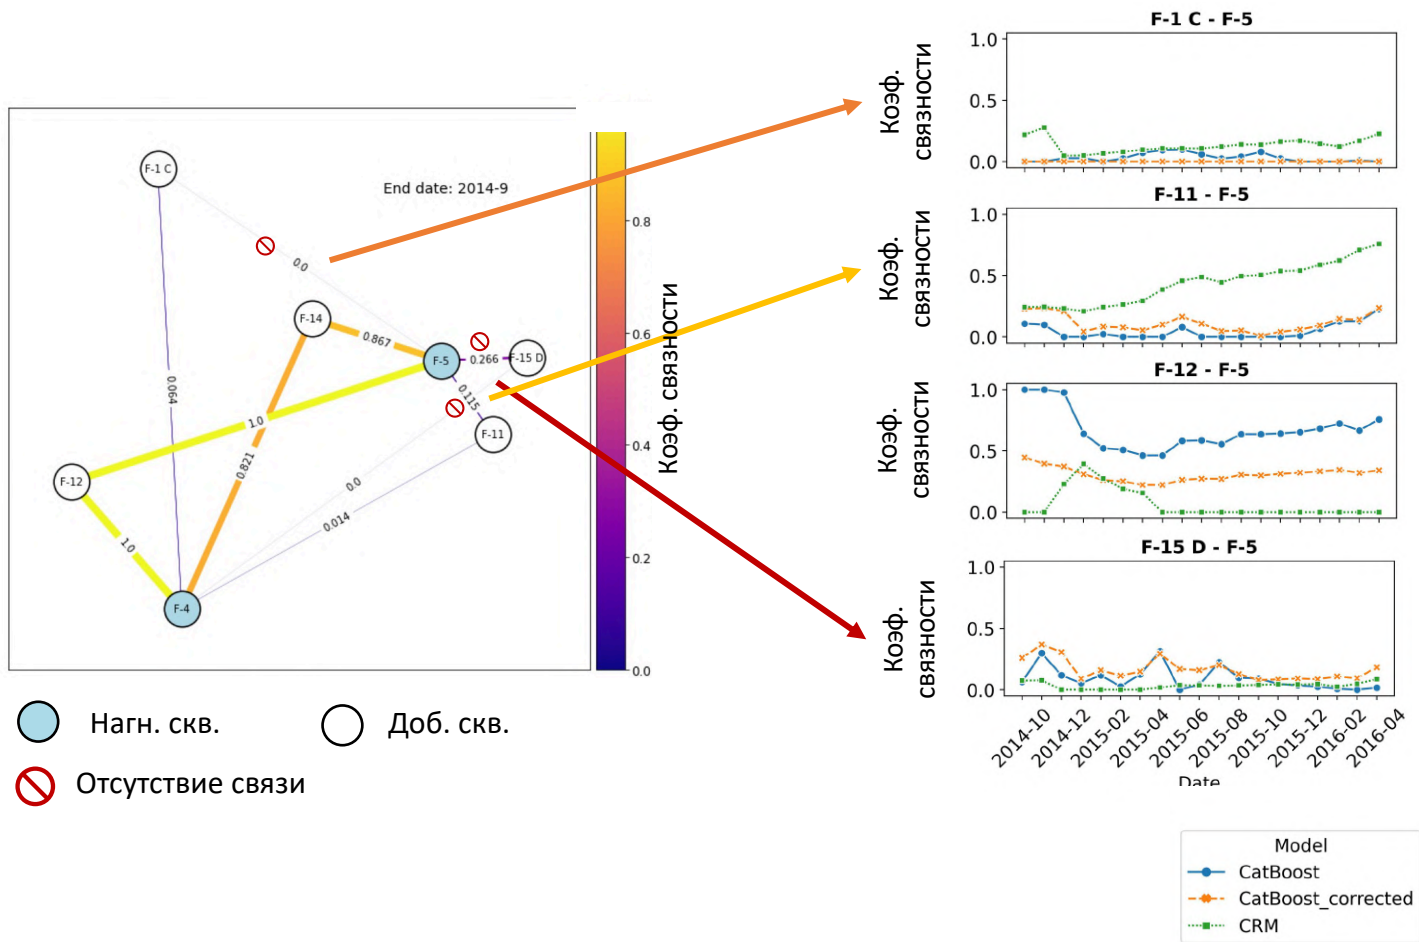 F-1 C
End date: 2014-9
0.0
F-14
0.867
F-5
0.266
F-15 D
0.115
F-11
0.064
1.0
0.821
F-12
0.0
0.014
1.0
F-4
0.8
0.6
0.4
0.2
0.0
Коэф. связности
Нагн. скв.
Доб. скв.
Отсутствие связи
F-1 C - F-5
Коэф.
связности
1.0
0.5
0.0
F-11 - F-5
Коэф.
связности
1.0
0.5
0.0
F-12 - F-5
Коэф.
связности
1.0
0.5
0.0
F-15 D - F-5
Коэф.
связности
1.0
0.5
0.0
2014-10
2014-12
2015-02
2015-04
2015-06
2015-08
2015-10
2015-12
2016-02
2016-04
Date
Model
CatBoost
CatBoost_corrected
CRM